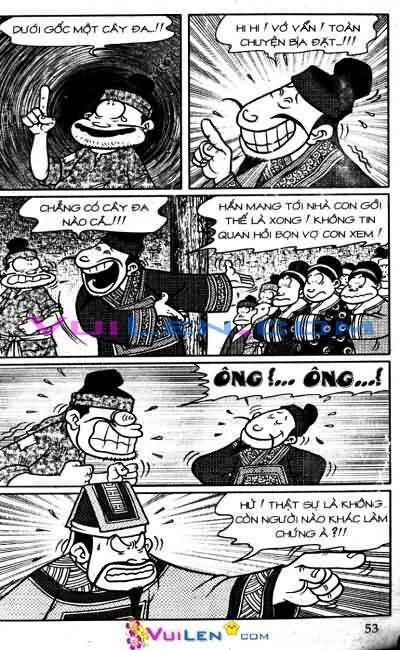 DƯỚI GỐC MỘT CÂY ĐA...!!
HI HI ! VỚ VẨN ! TOÀN
CHUYỆN BỊA ĐẶT...!!!
CHẲNG CÓ CÂY ĐA
NÀO CẢ...!!!
HẮN MANG TỚI NHÀ CON GỞI
THẾ LÀ XONG ! KHÔNG TIN
QUAN HỎI BỌN VỢ CON XEM !
VUILEN.COM
ÔNG !... ÔNG...!
HỪ ! THẬT SỰ LÀ KHÔNG
CÒN NGƯỜI NÀO KHÁC LÀM
CHỨNG À ?!!
53
VUILEN.COM